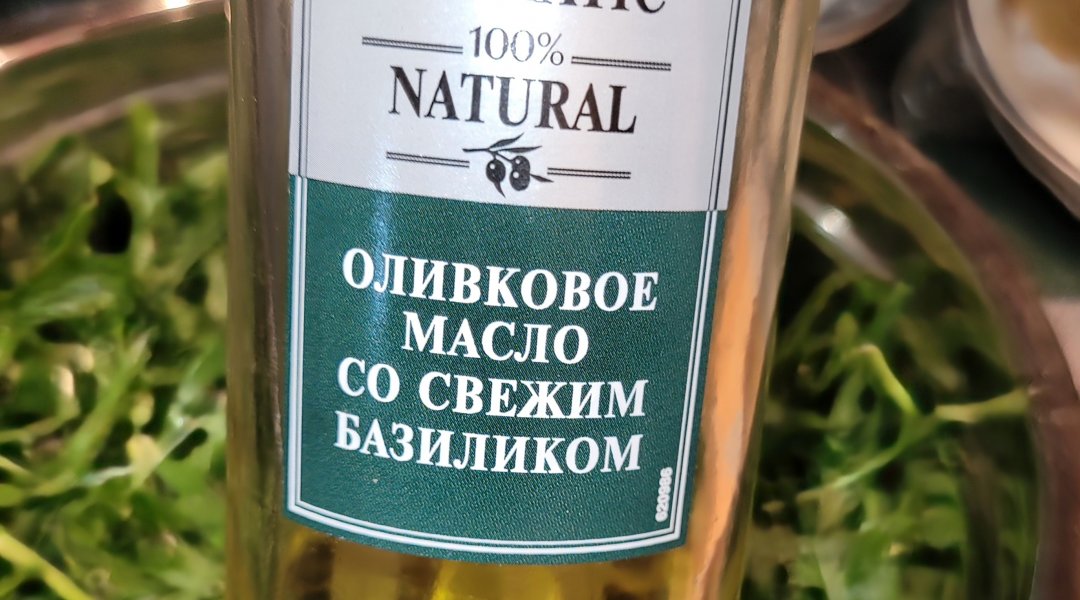 100%
NATURAL
ОЛИВКОВОЕ
МАСЛО
СО СВЕЖИМ
БАЗИЛИКОМ